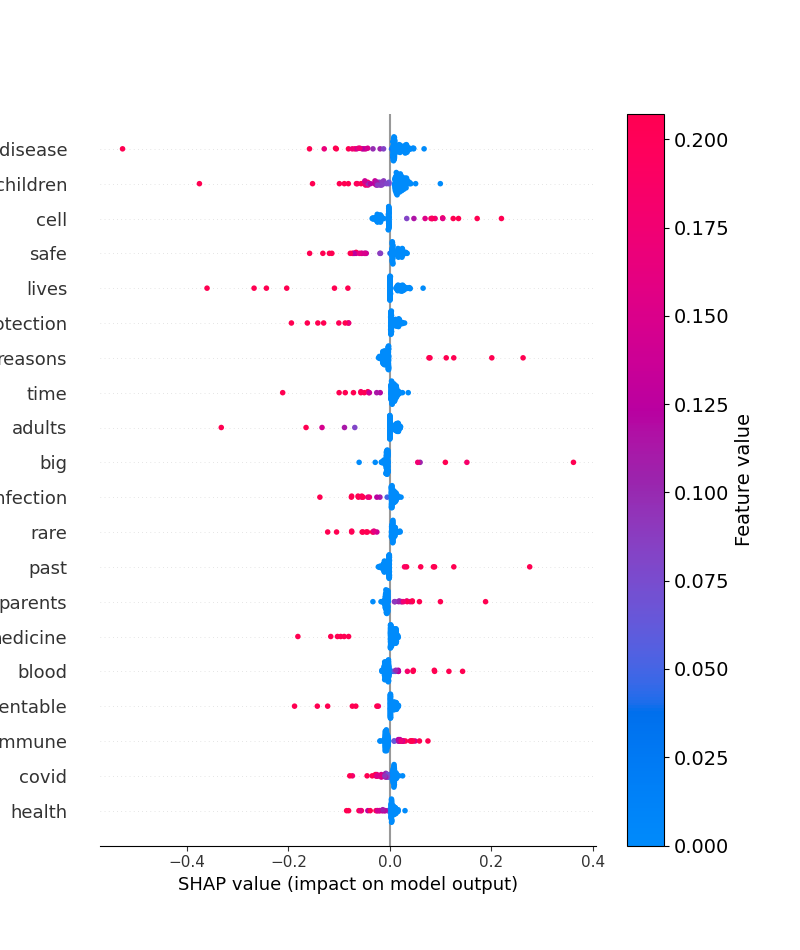 disease
children
cell
safe
lives
otection
reasons
time
adults
big
nfection
rare
past
parents
nedicine
blood
entable
mmune
covid
health
−0.4 −0.2 0.0 0.2 0.4
SHAP value (impact on model output)
0.200
0.175
0.150
0.125
0.100
0.075
0.050
0.025
0.000
Feature value